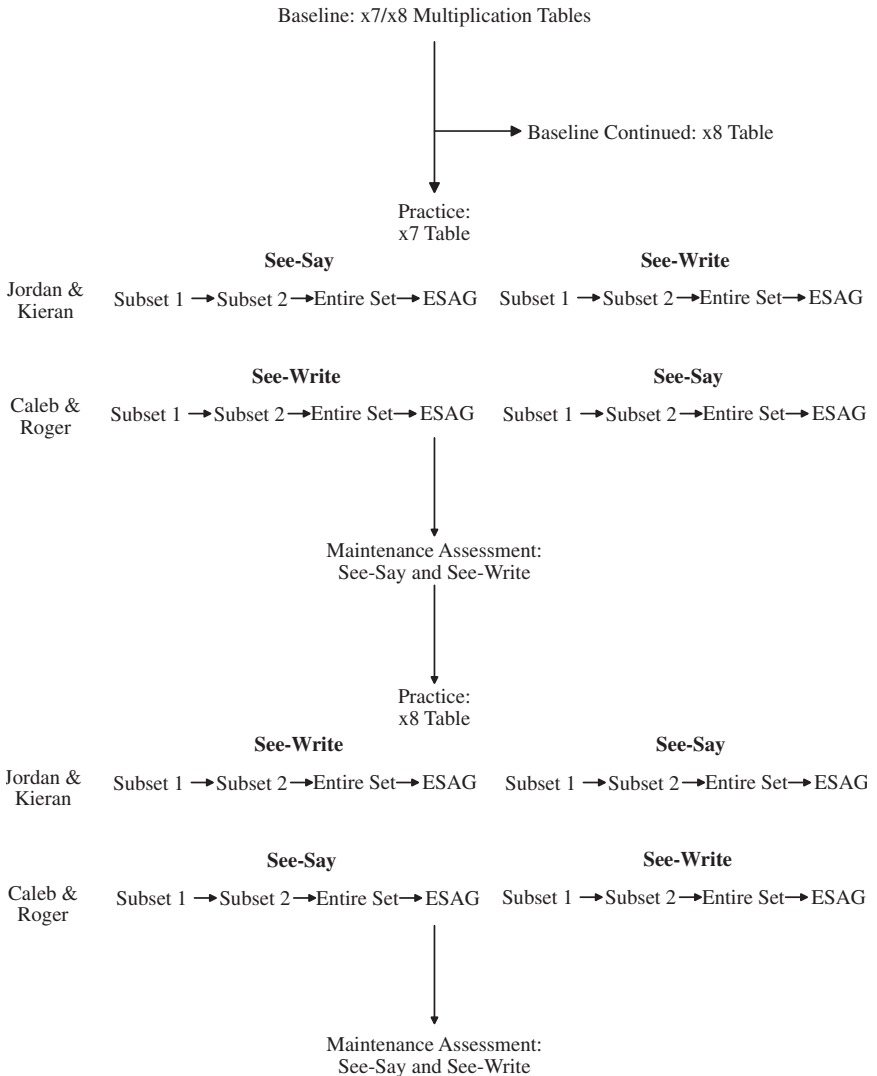 Baseline: x7/x8 Multiplication Tables
Baseline Continued: x8 Table
Practice:
x7 Table
See-Say See-Write
Jordan &
Kieran
Subset 1 Subset 2 Entire Set ESAG Subset 1 Subset 2 Entire Set ESAG
See-Write See-Say
Caleb &
Roger
Subset 1 Subset 2 Entire Set ESAG Subset 1 Subset 2 Entire Set ESAG
Maintenance Assessment:
See-Say and See-Write
Practice:
x8 Table
See-Write See-Say
Jordan &
Kieran
Subset 1 Subset 2 Entire Set ESAG Subset 1 Subset 2 Entire Set ESAG
See-Say See-Write
Caleb &
Roger
Subset 1 Subset 2 Entire Set ESAG Subset 1 Subset 2 Entire Set ESAG
Maintenance Assessment:
See-Say and See-Write